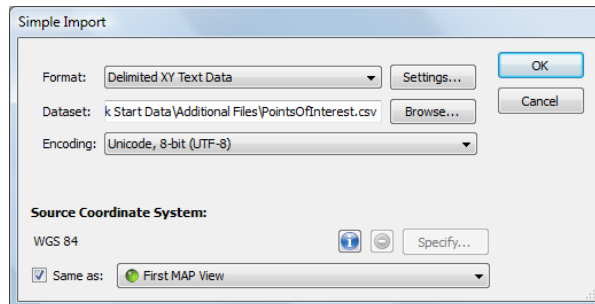 Simple Import
Format: Delimited XY Text Data Settings... OK
Dataset: k Start Data\Additional Files\PointsOfInterest.csv Browse... Cancel
Encoding: Unicode, 8-bit (UTF-8)
Source Coordinate System:
WGS 84 Specify...
Same as: First MAP View